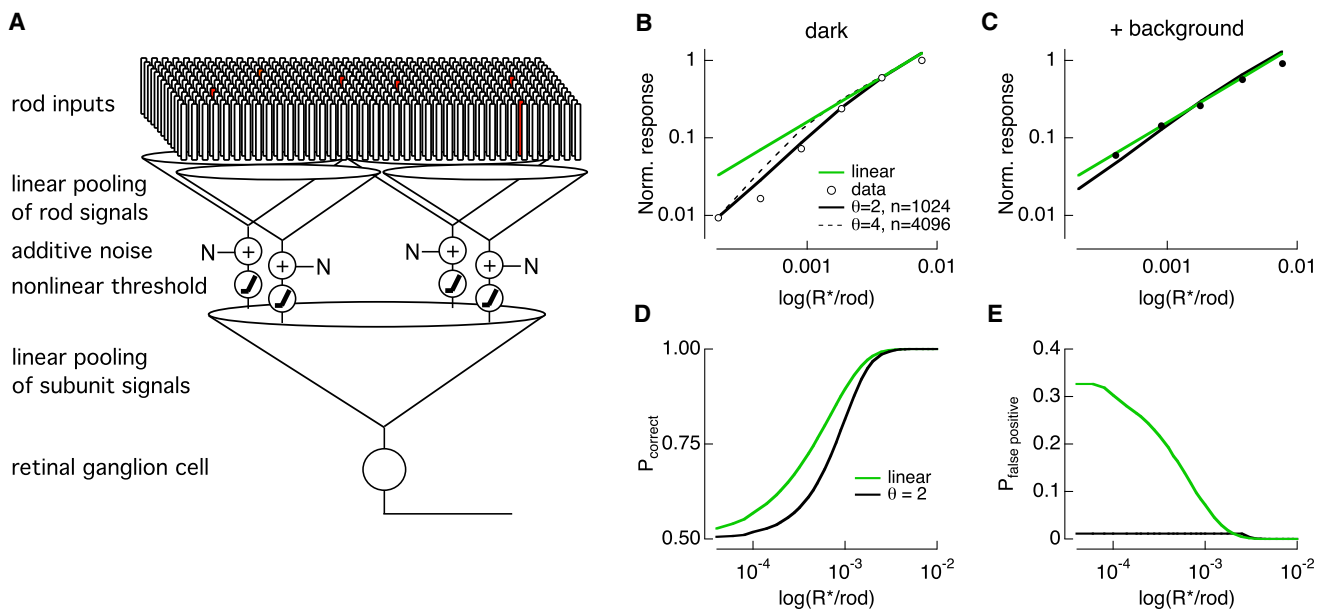 A
rod inputs
linear pooling
of rod signals
additive noise
nonlinear threshold
N
+
+
N
N
+
+
N
linear pooling
of subunit signals
retinal ganglion cell
B
dark
Norm. response
1
0.1
0.01
linear
data
θ=2, n=1024
θ=4, n=4096
0.001
0.01
log(R*/rod)
C
+ background
Norm. response
1
0.1
0.01
0.001
0.01
log(R*/rod)
D
P correct
1.00
0.75
0.50
linear
θ = 2
10-4
10-3
10-2
log(R*/rod)
E
P false positive
0.4
0.3
0.2
0.1
0
10-4
10-3
10-2
log(R*/rod)